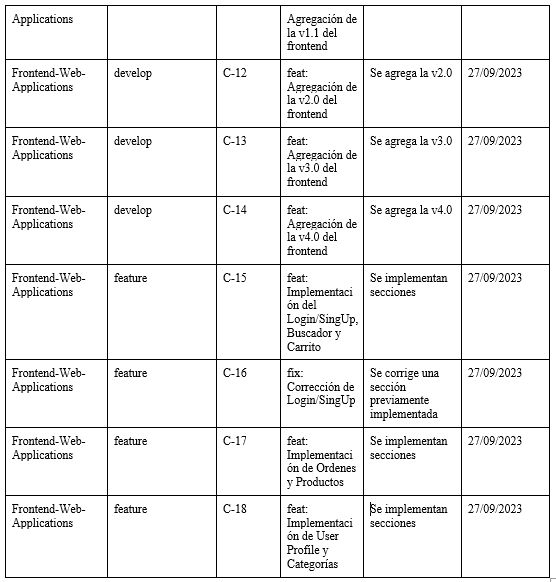 Applications
Agregación de
la v1.1 del
frontend
Frontend-Web- develop C-12 feat: Se agrega la v2.0 27/09/2023
Applications Agregación de
la v2.0 del
frontend
Frontend-Web- develop C-13 feat: Se agrega la v3.0 27/09/2023
Applications Agregación de
la v3.0 del
frontend
Frontend-Web- develop C-14 feat: Se agrega la v4.0 27/09/2023
Applications Agregación de
la v4.0 del
frontend
Frontend-Web- feature C-15 feat: Se implementan 27/09/2023
Applications Implementaci secciones
ón del
Login/SingUp,
Buscador y
Carrito
Frontend-Web- feature C-16 fix: Se corrige una 27/09/2023
Applications Corrección de sección
Login/SingUp previamente
implementada
Frontend-Web- feature C-17 feat: Se implementan 27/09/2023
Applications Implementaci secciones
ón de Ordenes
y Productos
Frontend-Web- feature C-18 feat: Se implementan 27/09/2023
Applications Implementaci secciones
ón de User
Profile y
Categorías